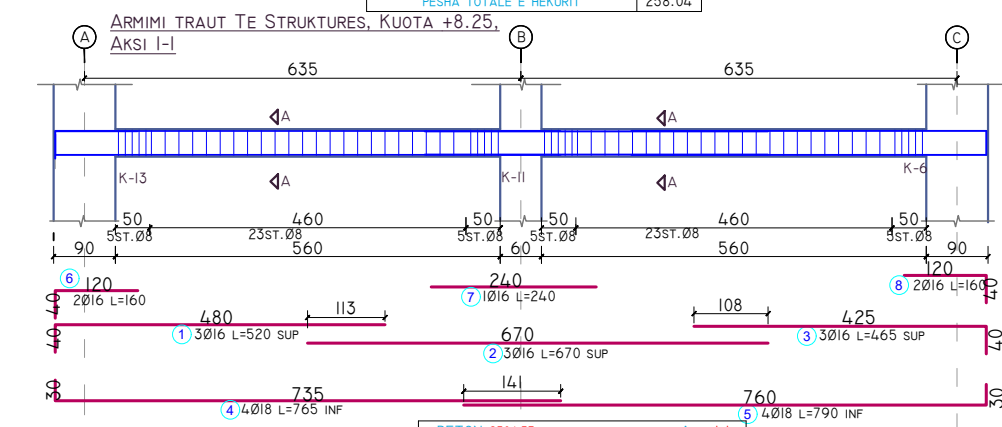 PESHA TOTALE E HEKURIT 258.04
ARMIMI TRAUT TE STRUKTURES, KUOTA +8.25,
AKSI I-I
A B C
635 635
A A
K-13 K-11 K-6
A A
50 460 50 50 460 50
5ST.Ø8 23ST.Ø8 5ST.Ø8 5ST.Ø8 23ST.Ø8 5ST.Ø8
90 560 60 560 90
6 120 240 120
40 2Ø16 L=160 7 1Ø16 L=240 8 2Ø16 L=160 40
480 113 108 425
40 1 3Ø16 L=520 SUP 670 3 3Ø16 L=465 SUP 40
2 3Ø16 L=670 SUP
30 735 141 760 30
4 4Ø18 L=765 INF 5 4Ø18 L=790 INF